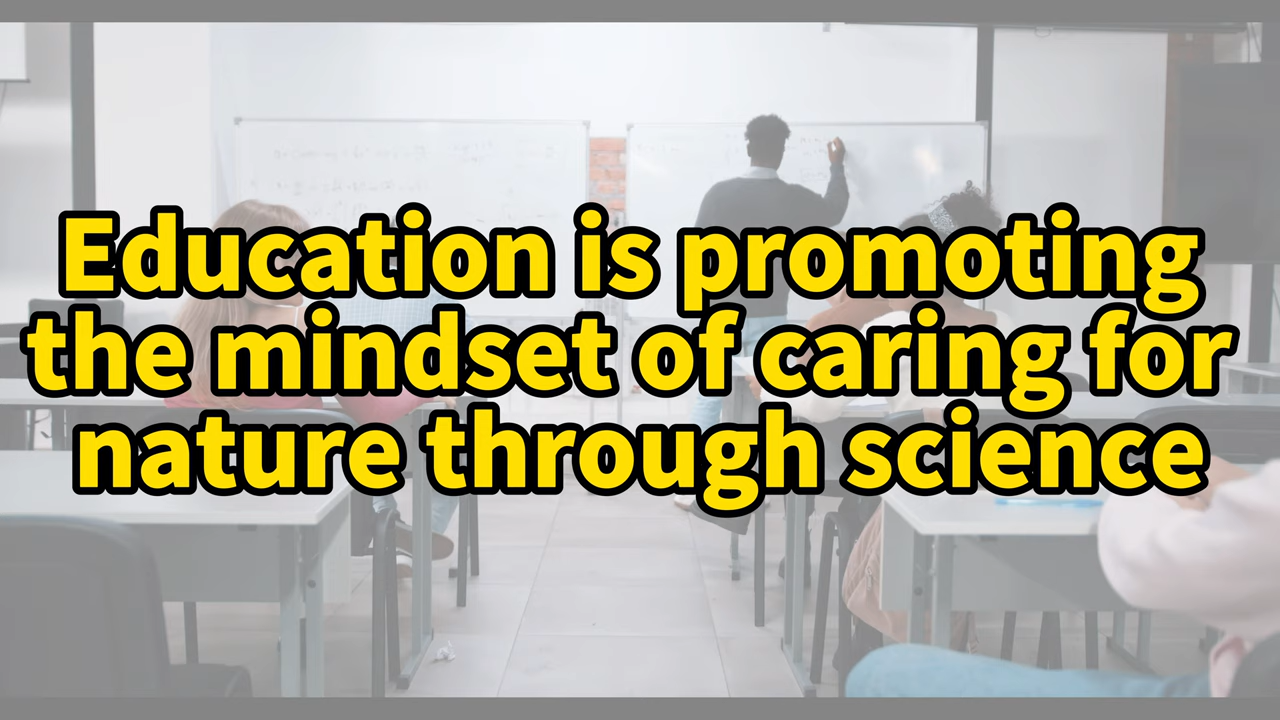 Education is promoting
the mindset of caring for
nature through science